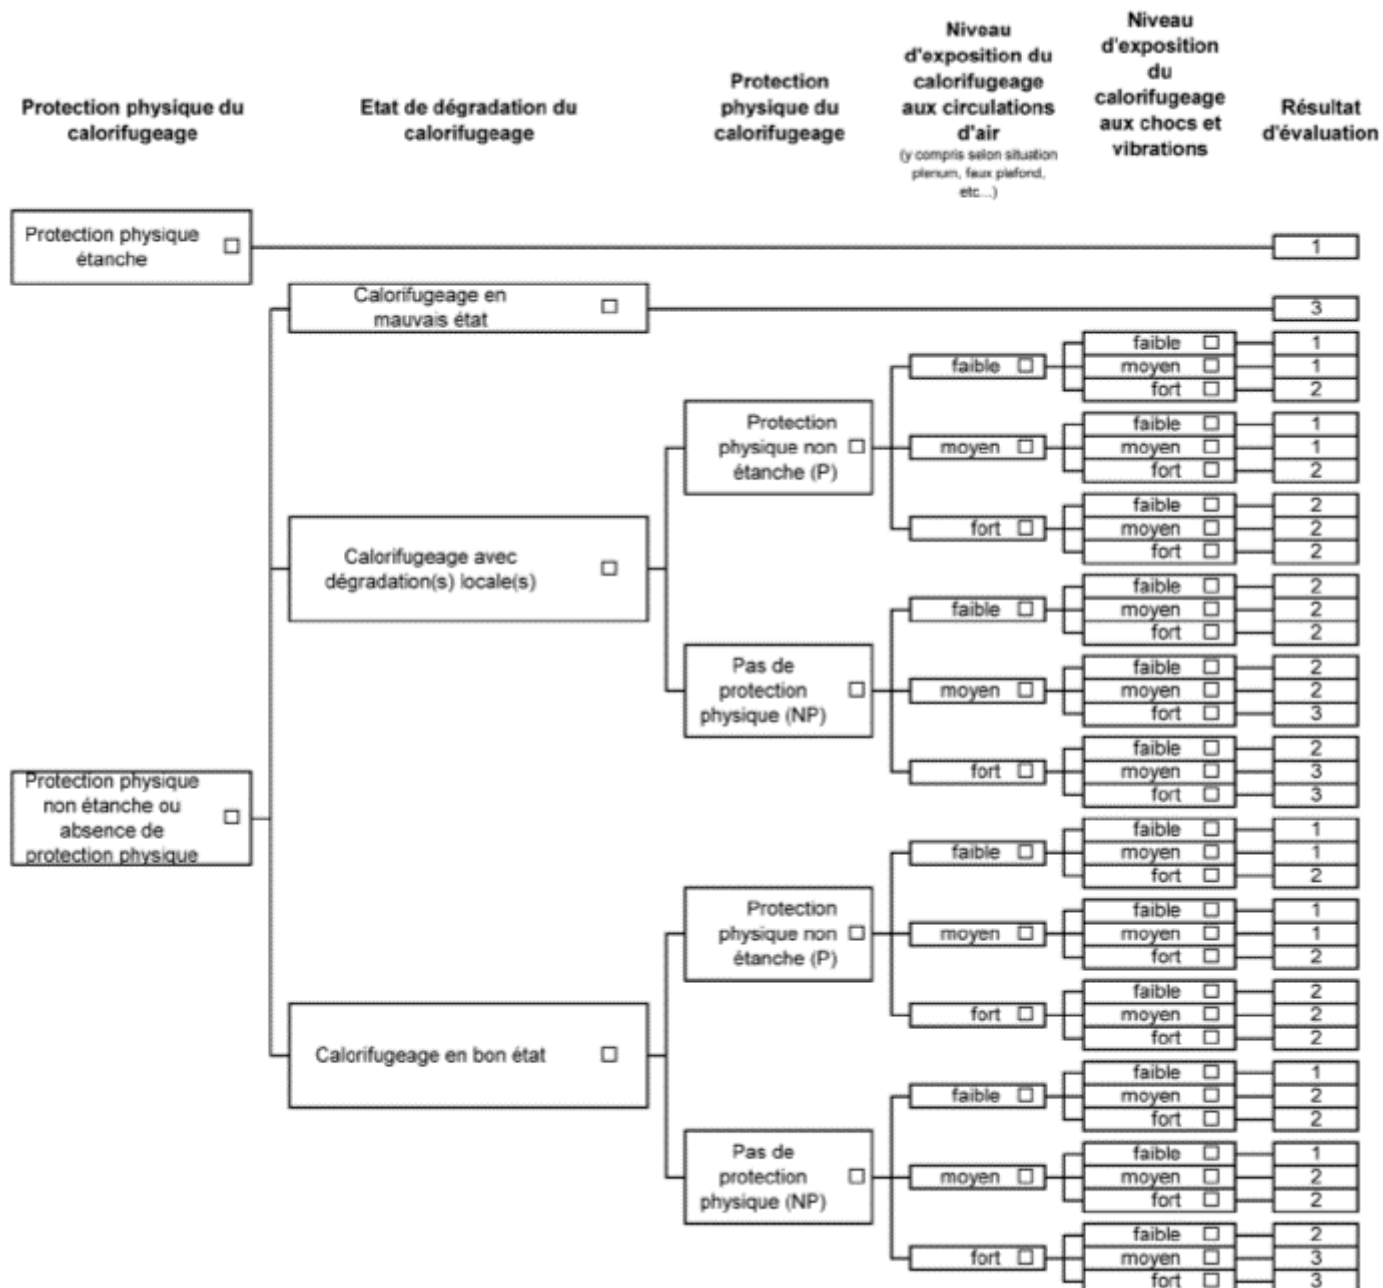 Protection physique du
calorifugeage
Etat de dégradation du
calorifugeage
Protection
physique du
calorifugeage
Niveau
d'exposition du
calorifugeage
aux circulations
d'air
(y compris selon situation
plenum, faux plafond,
etc...)
Niveau
d'exposition
du
calorifugeage
aux chocs et
vibrations
Résultat
d'évaluation
Protection physique
étanche
1
Calorifugeage en
mauvais état
3
Protection physique
non étanche ou
absence de
protection physique
Calorifugeage avec
dégradation(s) locale(s)
Protection
physique non
étanche (P)
faible
faible 1
moyen 1
fort 2
moyen
faible 1
moyen 1
fort 2
fort
faible 2
moyen 2
fort 2
Pas de
protection
physique (NP)
faible
faible 2
moyen 2
fort 2
moyen
faible 2
moyen 2
fort 3
fort
faible 2
moyen 3
fort 3
Calorifugeage en bon état
Protection
physique non
étanche (P)
faible
faible 1
moyen 1
fort 2
moyen
faible 1
moyen 1
fort 2
fort
faible 2
moyen 2
fort 2
Pas de
protection
physique (NP)
faible
faible 1
moyen 2
fort 2
moyen
faible 1
moyen 2
fort 2
fort
faible 2
moyen 3
fort 3